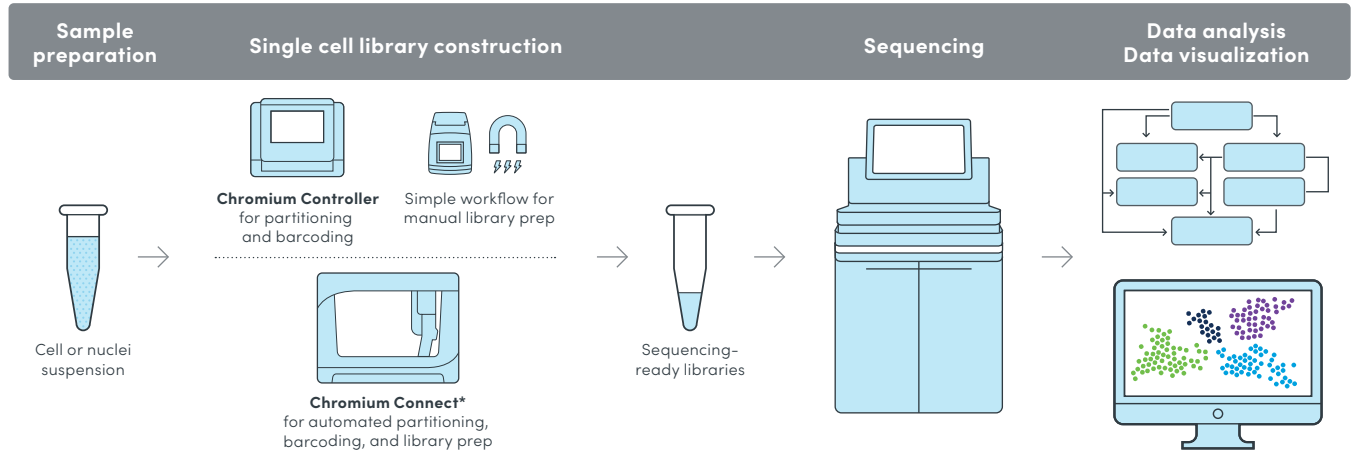 Sample
preparation
Single cell library construction
Sequencing
Data analysis
Data visualization
Chromium Controller
for partitioning
and barcoding
Simple workflow for
manual library prep
Cell or nuclei
suspension
Chromium Connect*
for automated partitioning,
barcoding, and library prep
Sequencing-
ready libraries